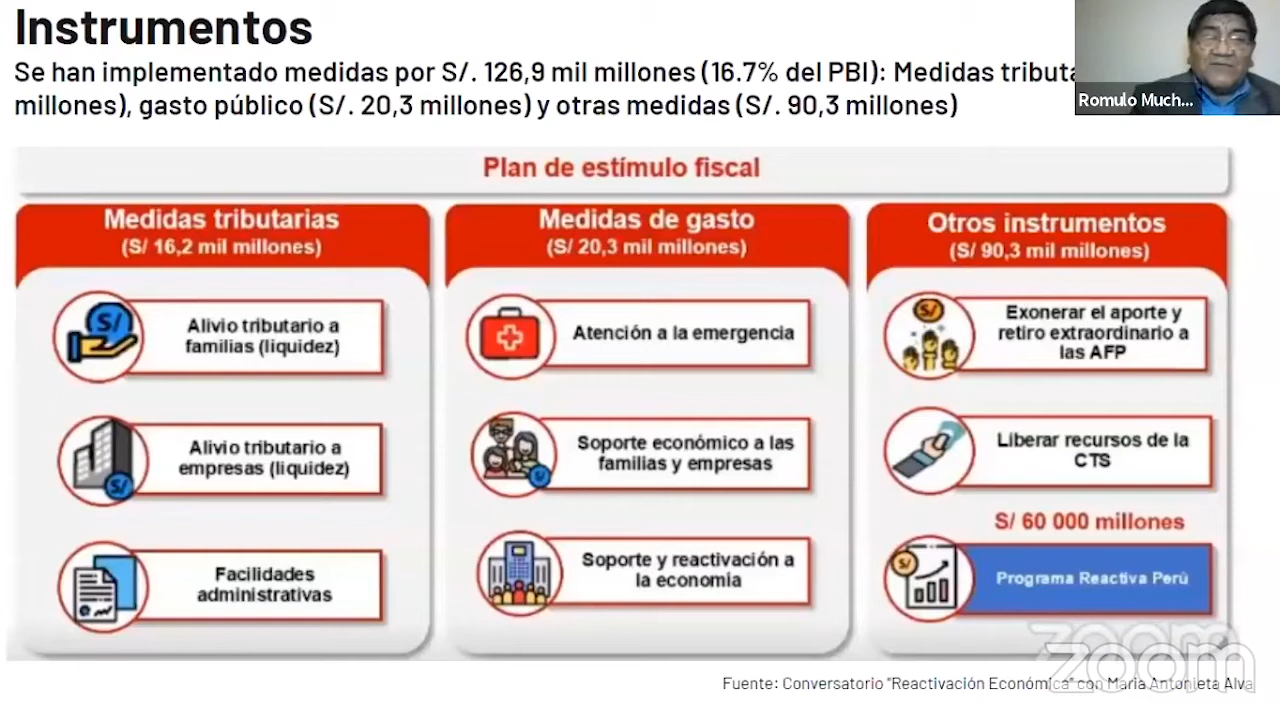 Instrumentos
Se han implementado medidas por S/. 126,9 mil millones (16.7% del PBI): Medidas
millones), gasto público (S/. 20,3 millones) y otras medidas (S/. 90,3 millones)
Romulo Much...
Plan de estímulo fiscal
Medidas tributarias
(S/ 16,2 mil millones)
S/
Alivio tributario a
familias (liquidez)
Alivio tributario a
empresas (liquidez)
S/
Facilidades
administrativas
Medidas de gasto
(S/ 20,3 mil millones)
Atención a la emergencia
Soporte económico a las
familias y empresas
Soporte y reactivación a
la economia
Otros instrumentos
(S/ 90,3 mil millones)
S/
Exonerar el aporte y
retiro extraordinario a
las AFP
Liberar recursos de la
CTS
S/ 60 000 millones
S/
Programa Reactiva Perú
zoom
zoom
Fuente: Conversatorio "Reactivación Económica" con Maria Antonieta Alva